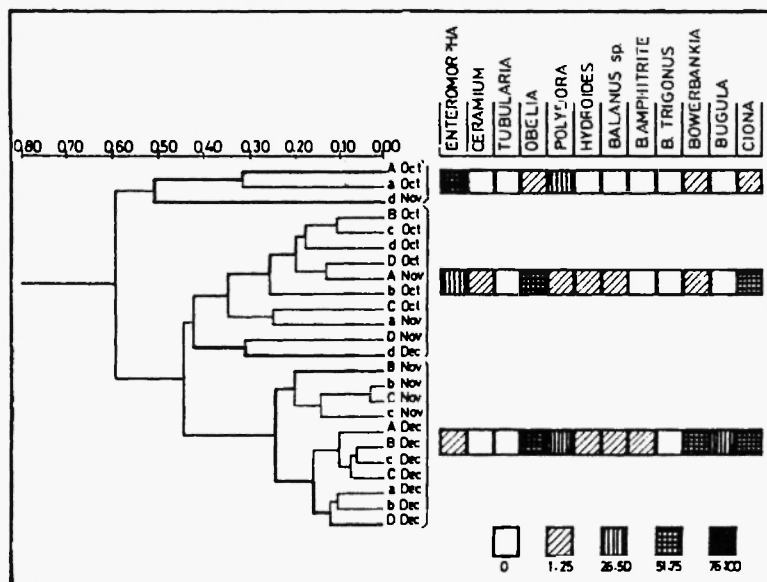 ENTEROMORPHA
CERAMIUM
TUBULARIA
OBELIA
POLYDORA
HYDROIDES
BALANUS sp.
B.AMPHITRITE
B. TRIGONUS
BOWERBANKIA
BUGULA
CIONA
0,80 0,70 0,60 0,50 0,40 0,30 0,20 0,10 0,00
A Oct
a Oct
d Nov
B Oct
c Oct
d Oct
D Oct
A Nov
b Oct
C Oct
a Nov
D Nov
d Dec
B Nov
b Nov
C Nov
c Nov
A Dec
B Dec
c Dec
C Dec
a Dec
b Dec
D Dec
0 1-25 26-50 51-75 76-100